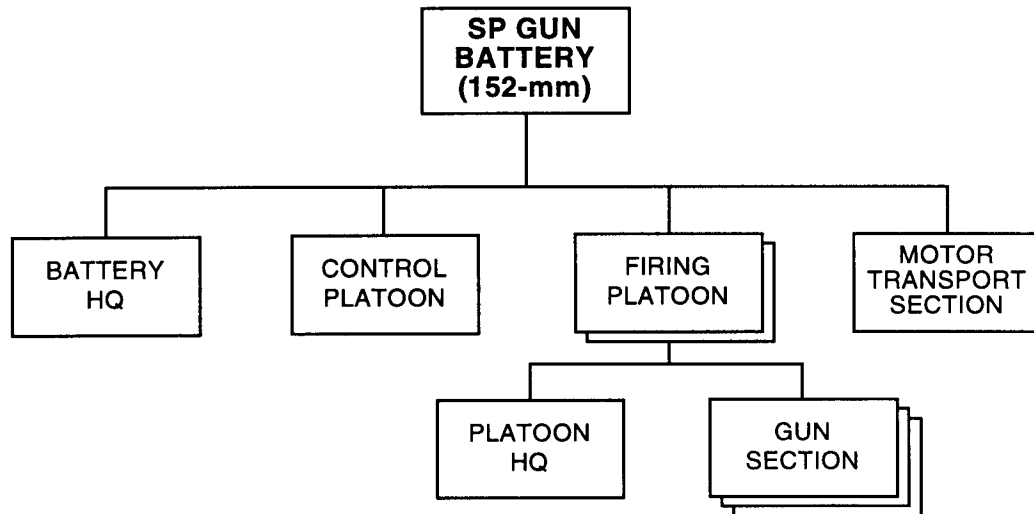 SP GUN
BATTERY
(152-mm)
BATTERY
HQ
CONTROL
PLATOON
FIRING
PLATOON
MOTOR
TRANSPORT
SECTION
PLATOON
HQ
GUN
SECTION